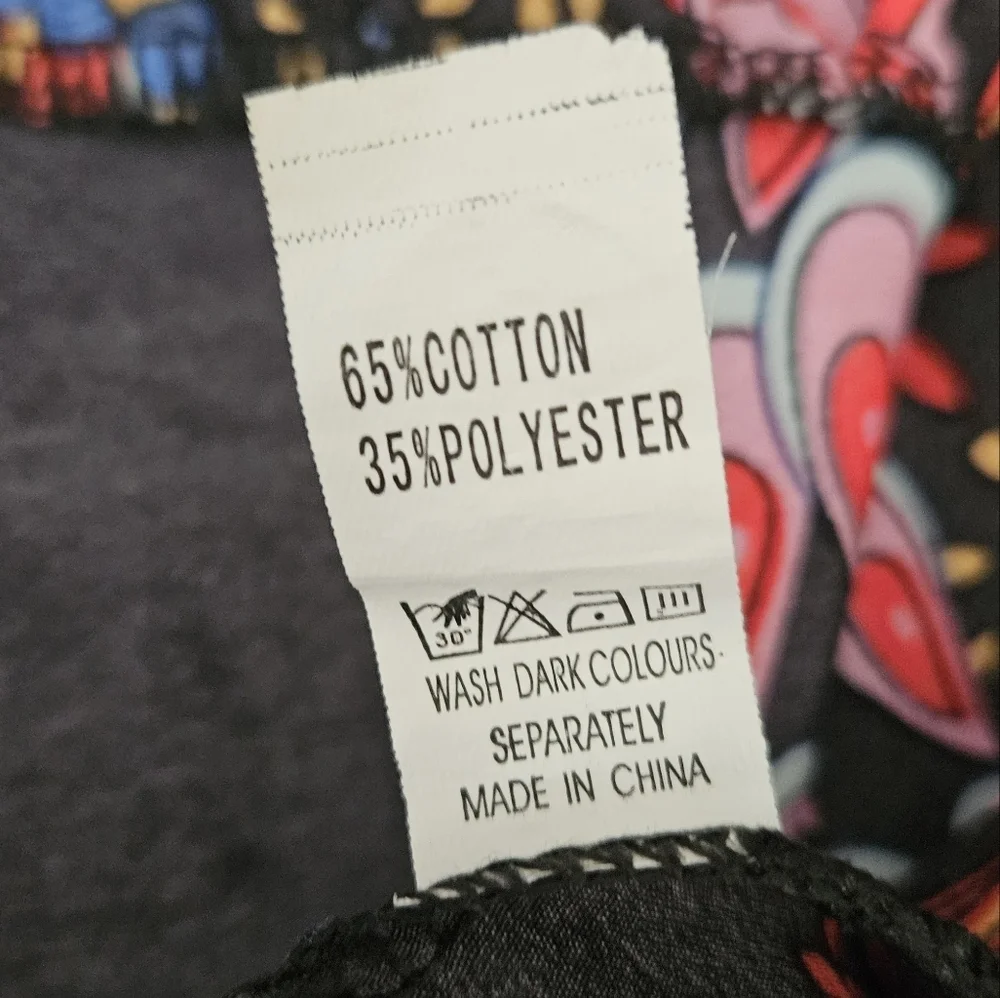 65%COTTON
35%POLYESTER
30°
WASH DARK COLOURS.
SEPARATELY
MADE IN CHINA